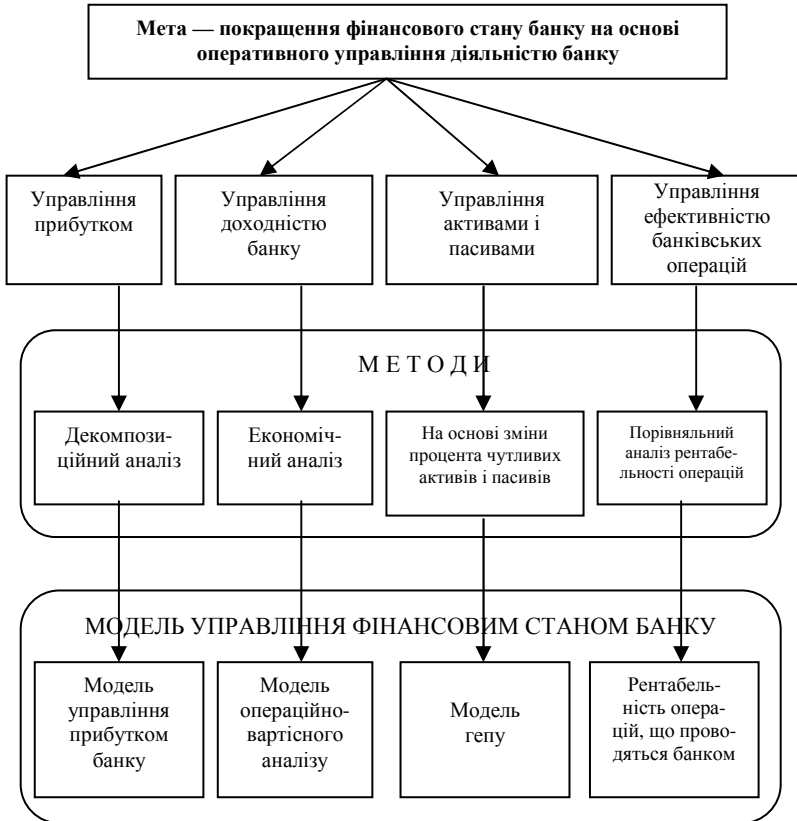 Мета — покращення фінансового стану банку на основі
оперативного управління діяльністю банку
Управління
прибутком
Управління
доходністю
банку
Управління
активами і
пасивами
Управління
ефективністю
банківських
операцій
М Е Т О Д И
Декомпози-
ційний аналіз
Економіч-
ний аналіз
На основі зміни
процента чутливих
активів і пасивів
Порівняльний
аналіз рентабе-
льності операцій
МОДЕЛЬ УПРАВЛІННЯ ФІНАНСОВИМ СТАНОМ БАНКУ
Модель
управління
прибутком
банку
Модель
операційно-
вартісного
аналізу
Модель
гепу
Рентабель-
ність опера-
цій, що прово-
дяться банком